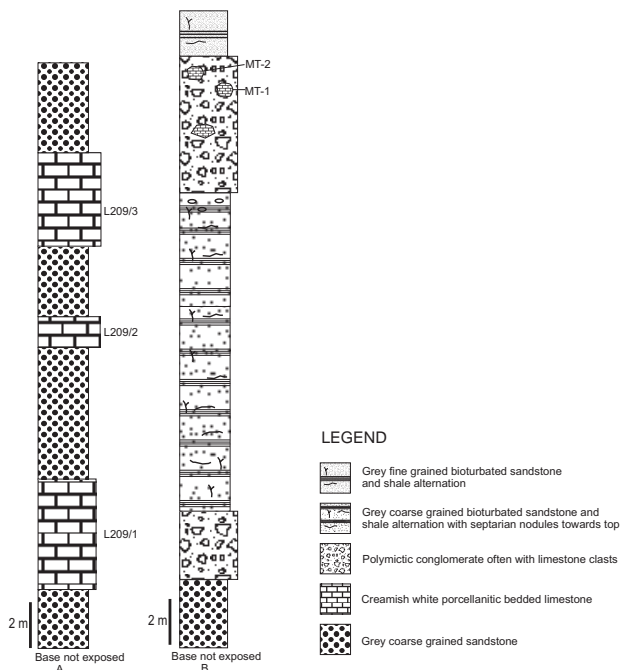 MT-2
MT-1
L209/3
L209/2
L209/1
2 m
Base not exposed
A
2 m
Base not exposed
B
LEGEND
Grey fine grained bioturbated sandstone
and shale alternation
Grey coarse grained bioturbated sandstone and
shale alternation with septarian nodules towards top
Polymictic conglomerate often with limestone clasts
Creamish white porcellanitic bedded limestone
Grey coarse grained sandstone